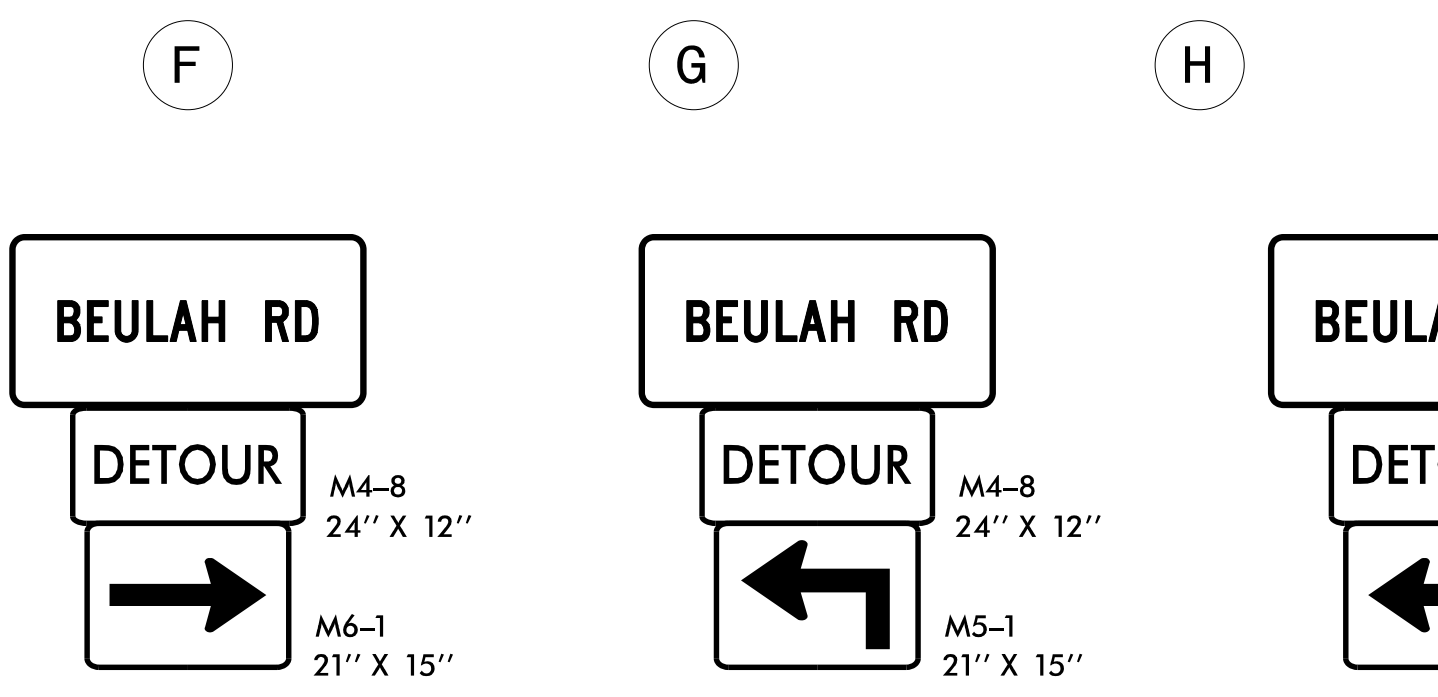 F
G
H
BEULAH RD
DETOUR
M4–8
24'' X 12''
M6–1
21'' X 15''
BEULAH RD
DETOUR
M4–8
24'' X 12''
M5–1
21'' X 15''